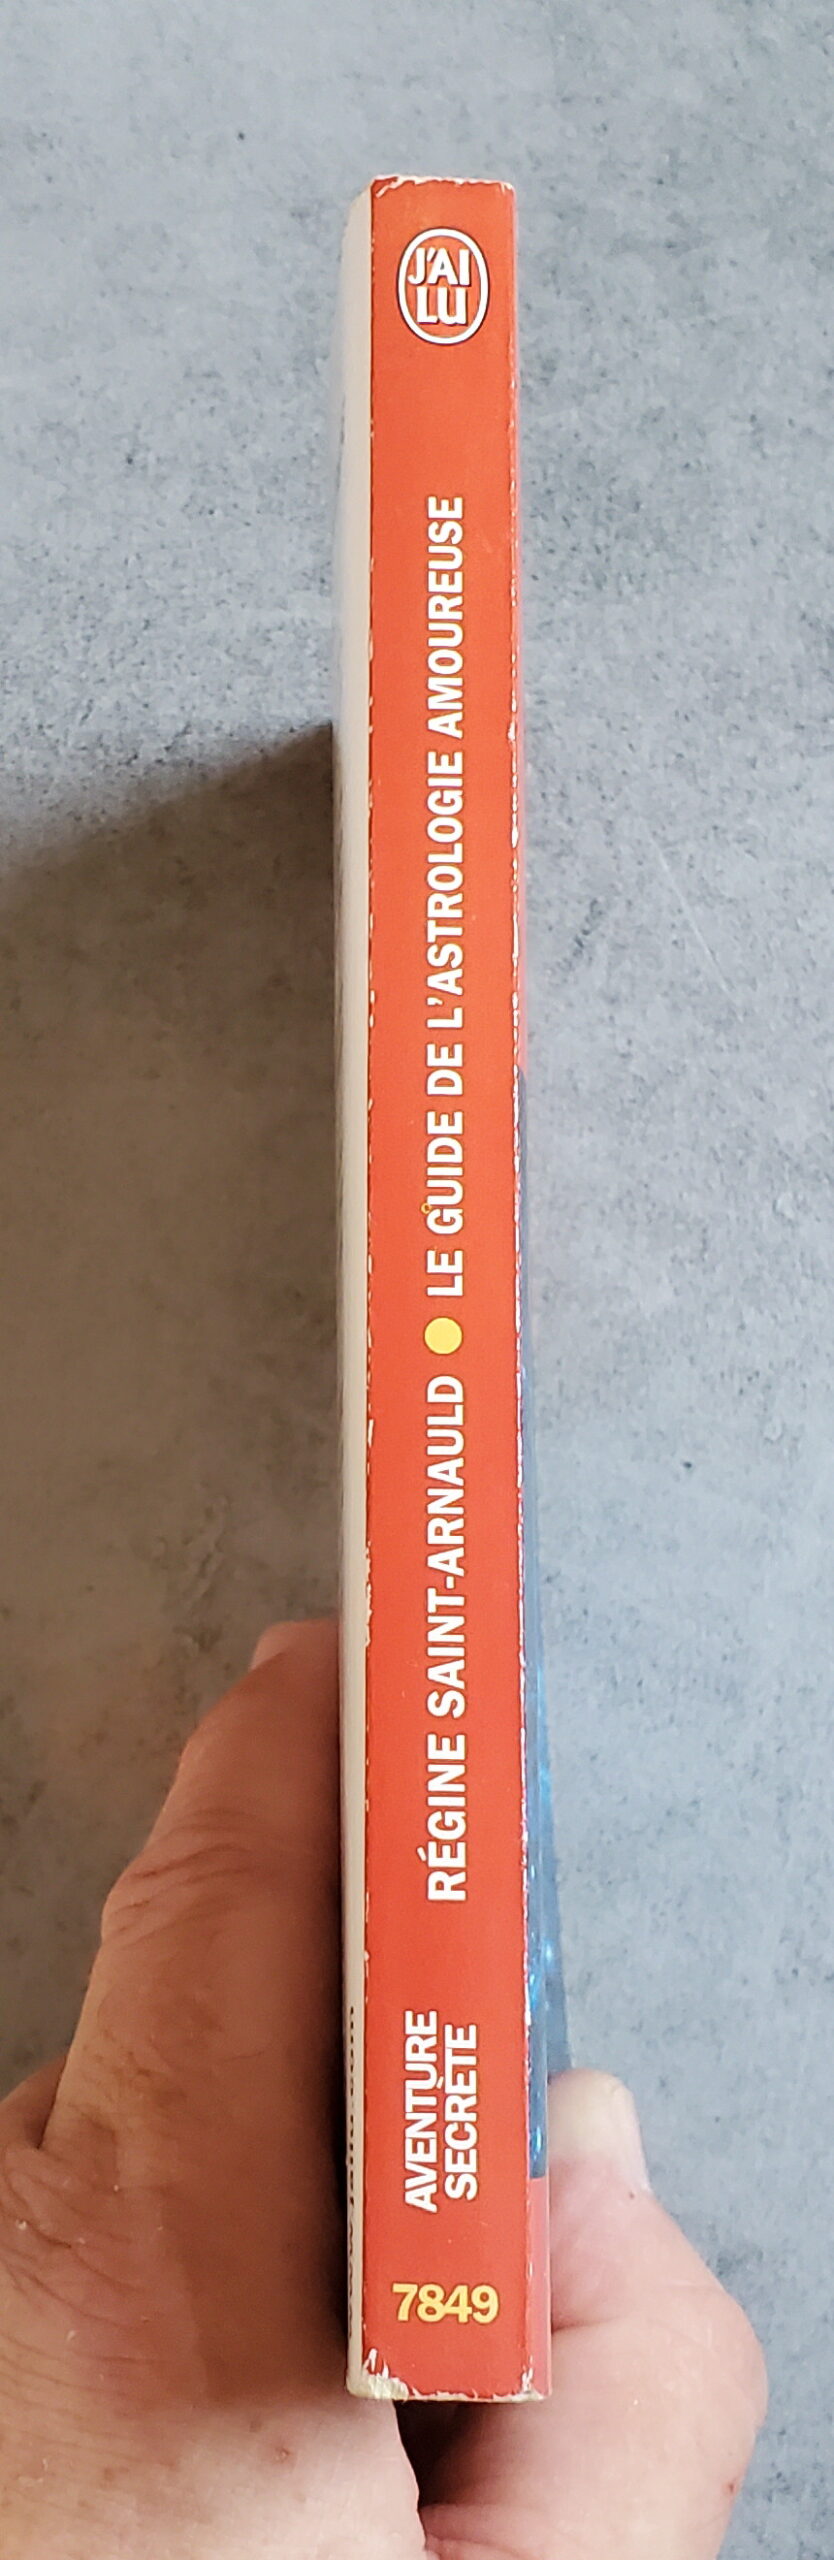 J'AI
LU
RÉGINE SAINT-ARNAULD ● LE GUIDE DE L'ASTROLOGIE AMOUREUSE
AVENTURE
SECRÈTE
7849